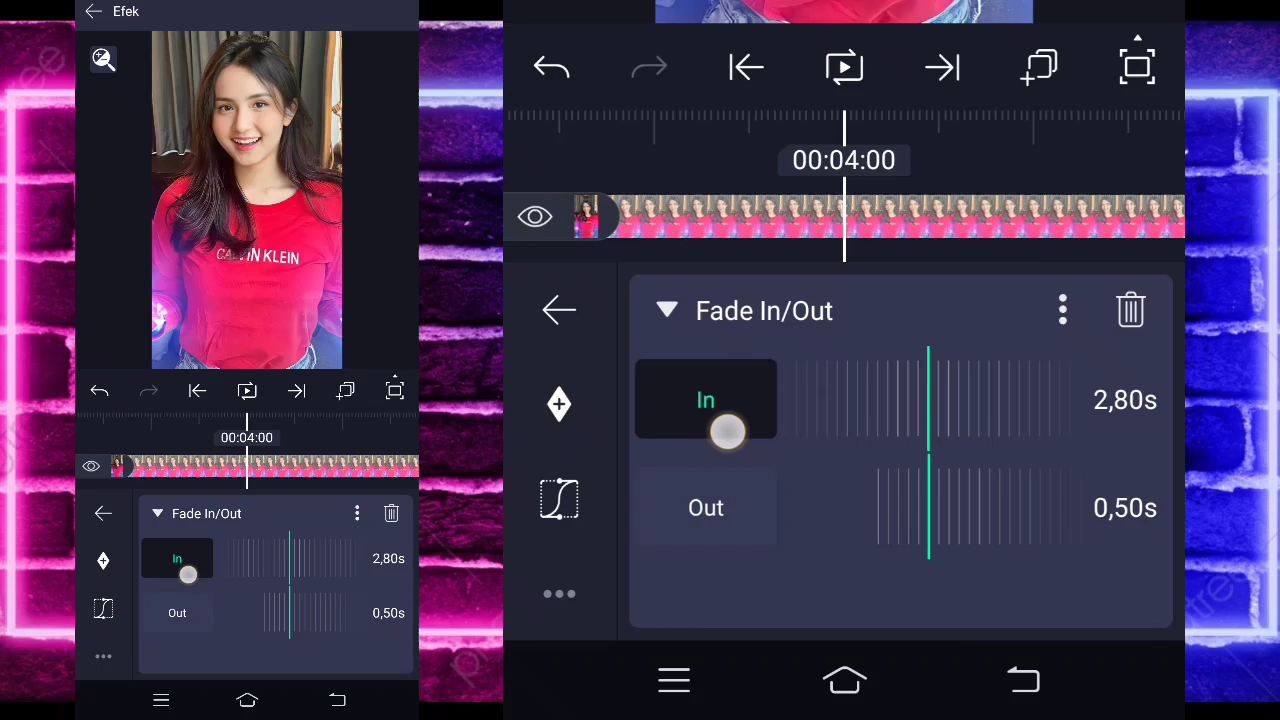 Efek
CALVIN KLEIN
00:04:00
Fade In/Out
In
2,80s
Out
0,50s
00:04:00
Fade In/Out
In
2,80s
Out
0,50s